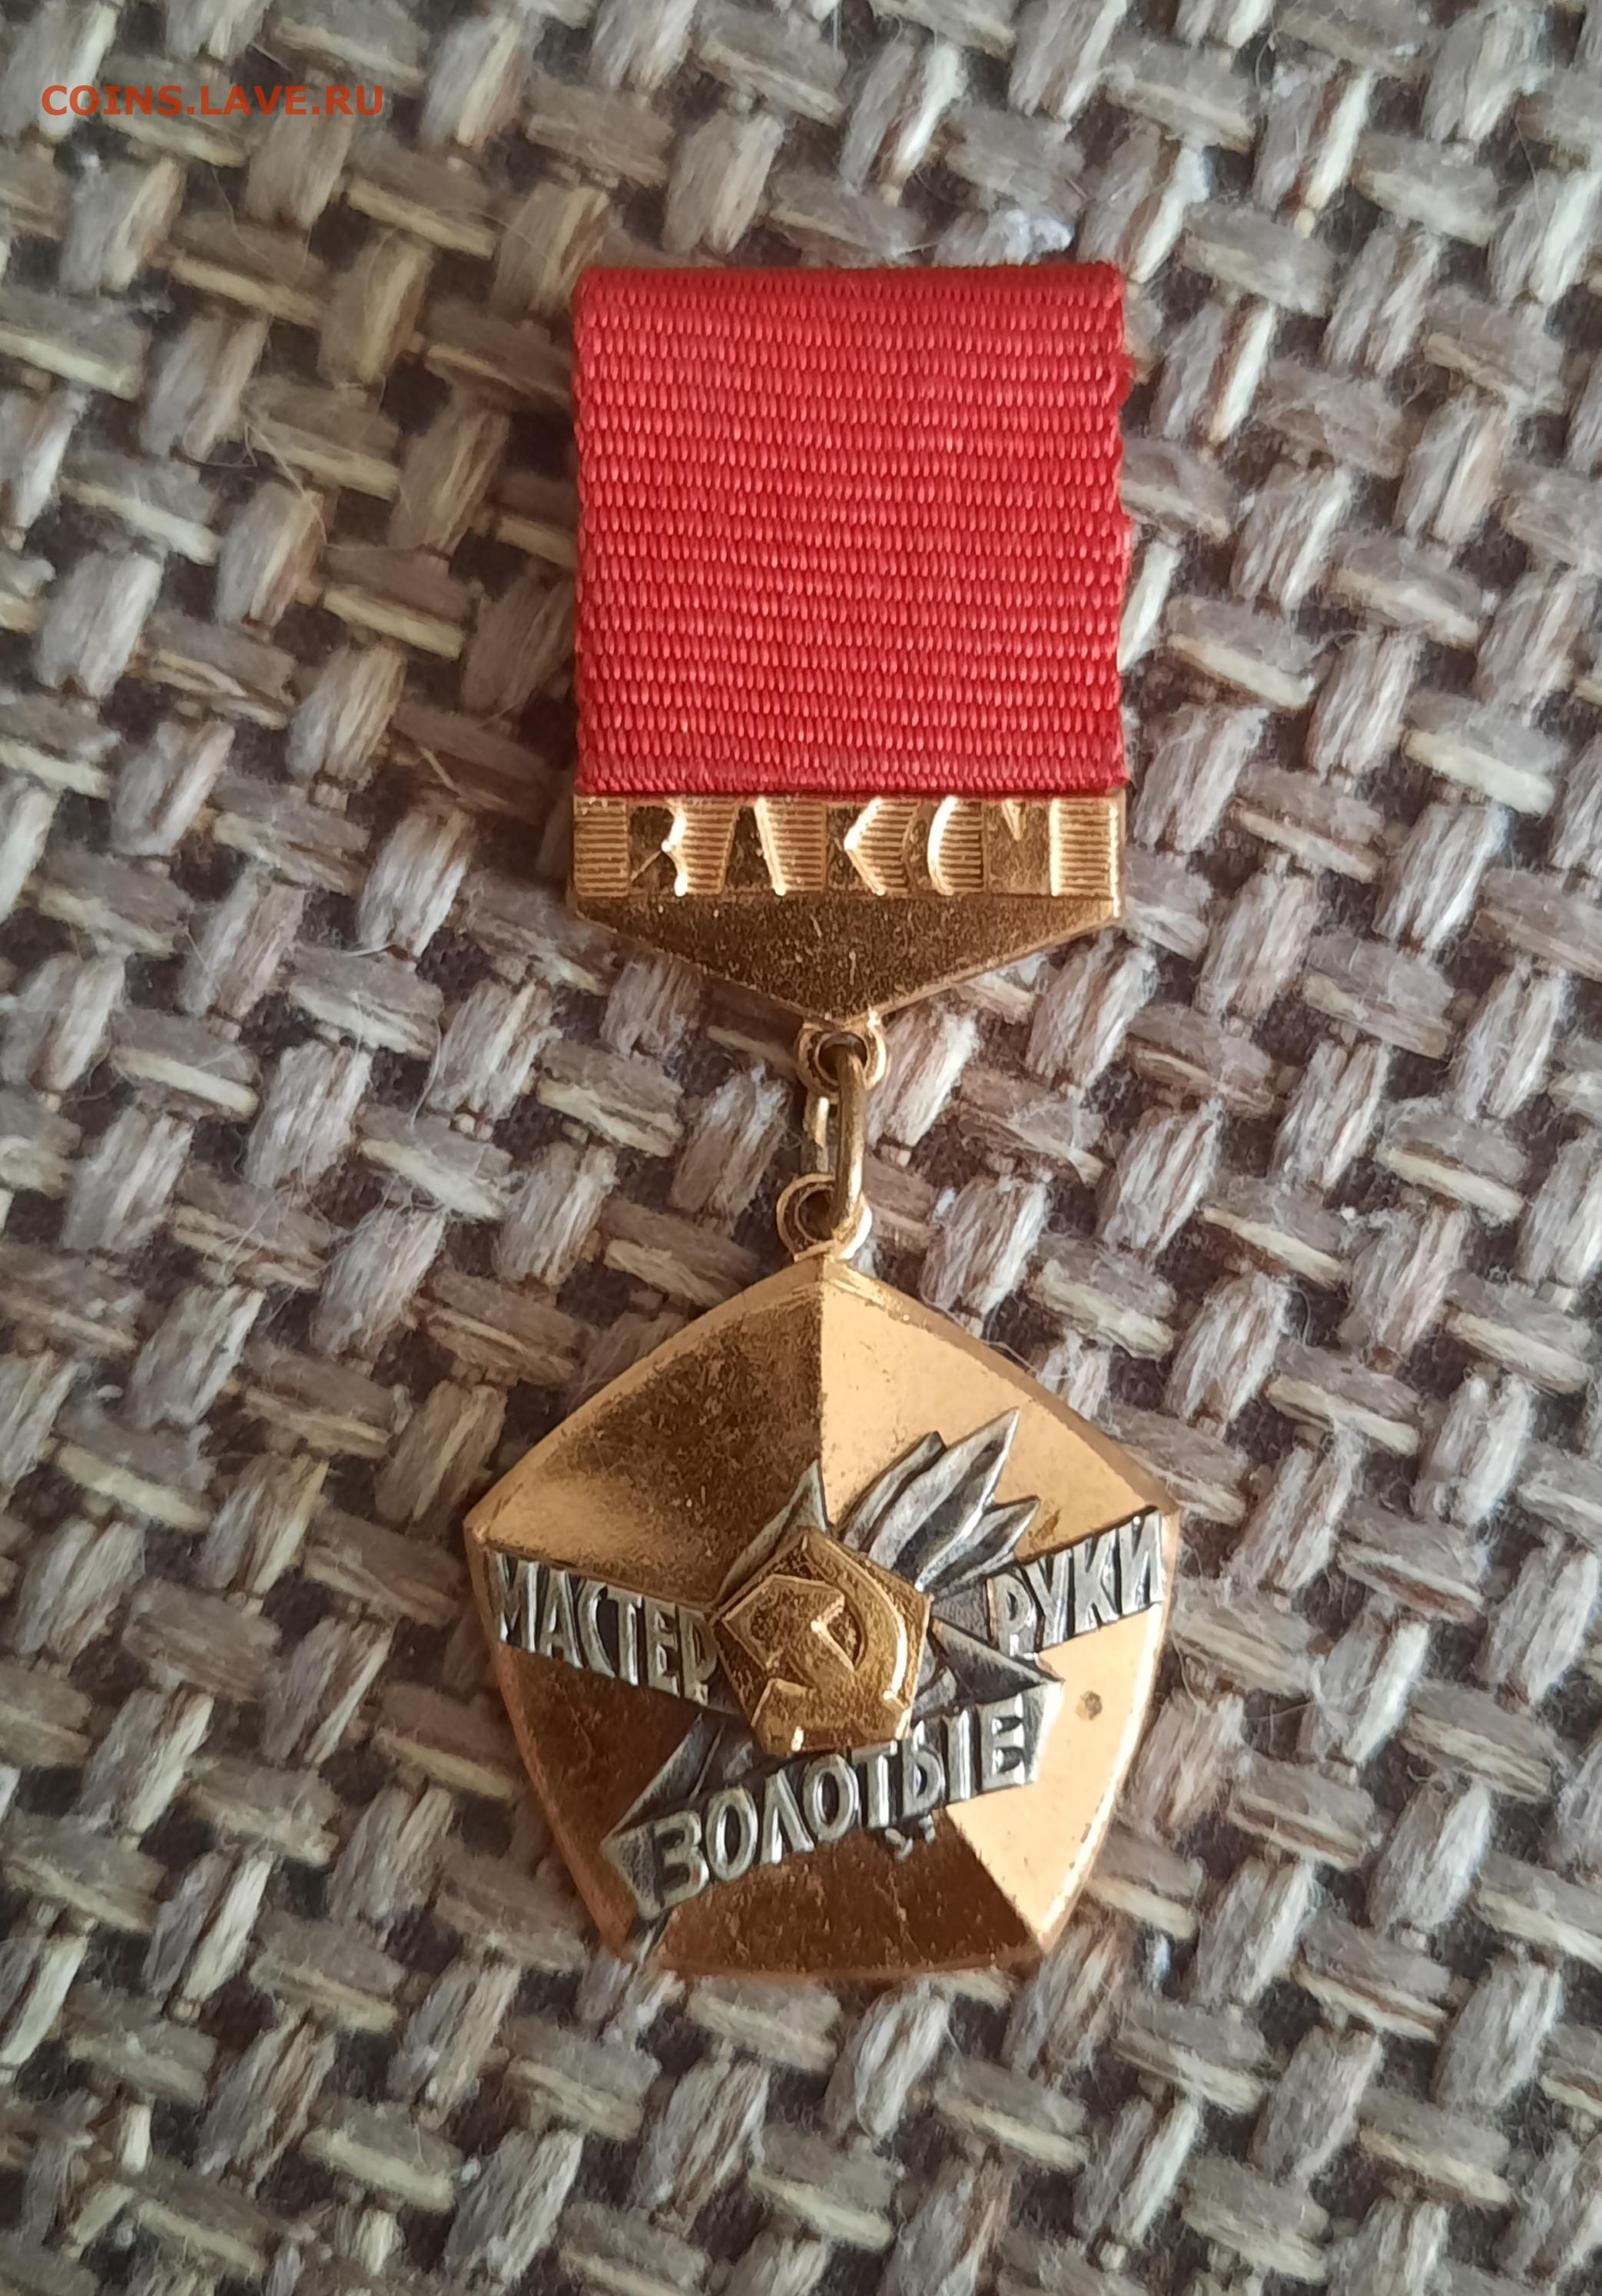 COINS.LAVE.RU
ВЛКСМ
МАСТЕР
ЗОЛОТЫЕ
РУКИ